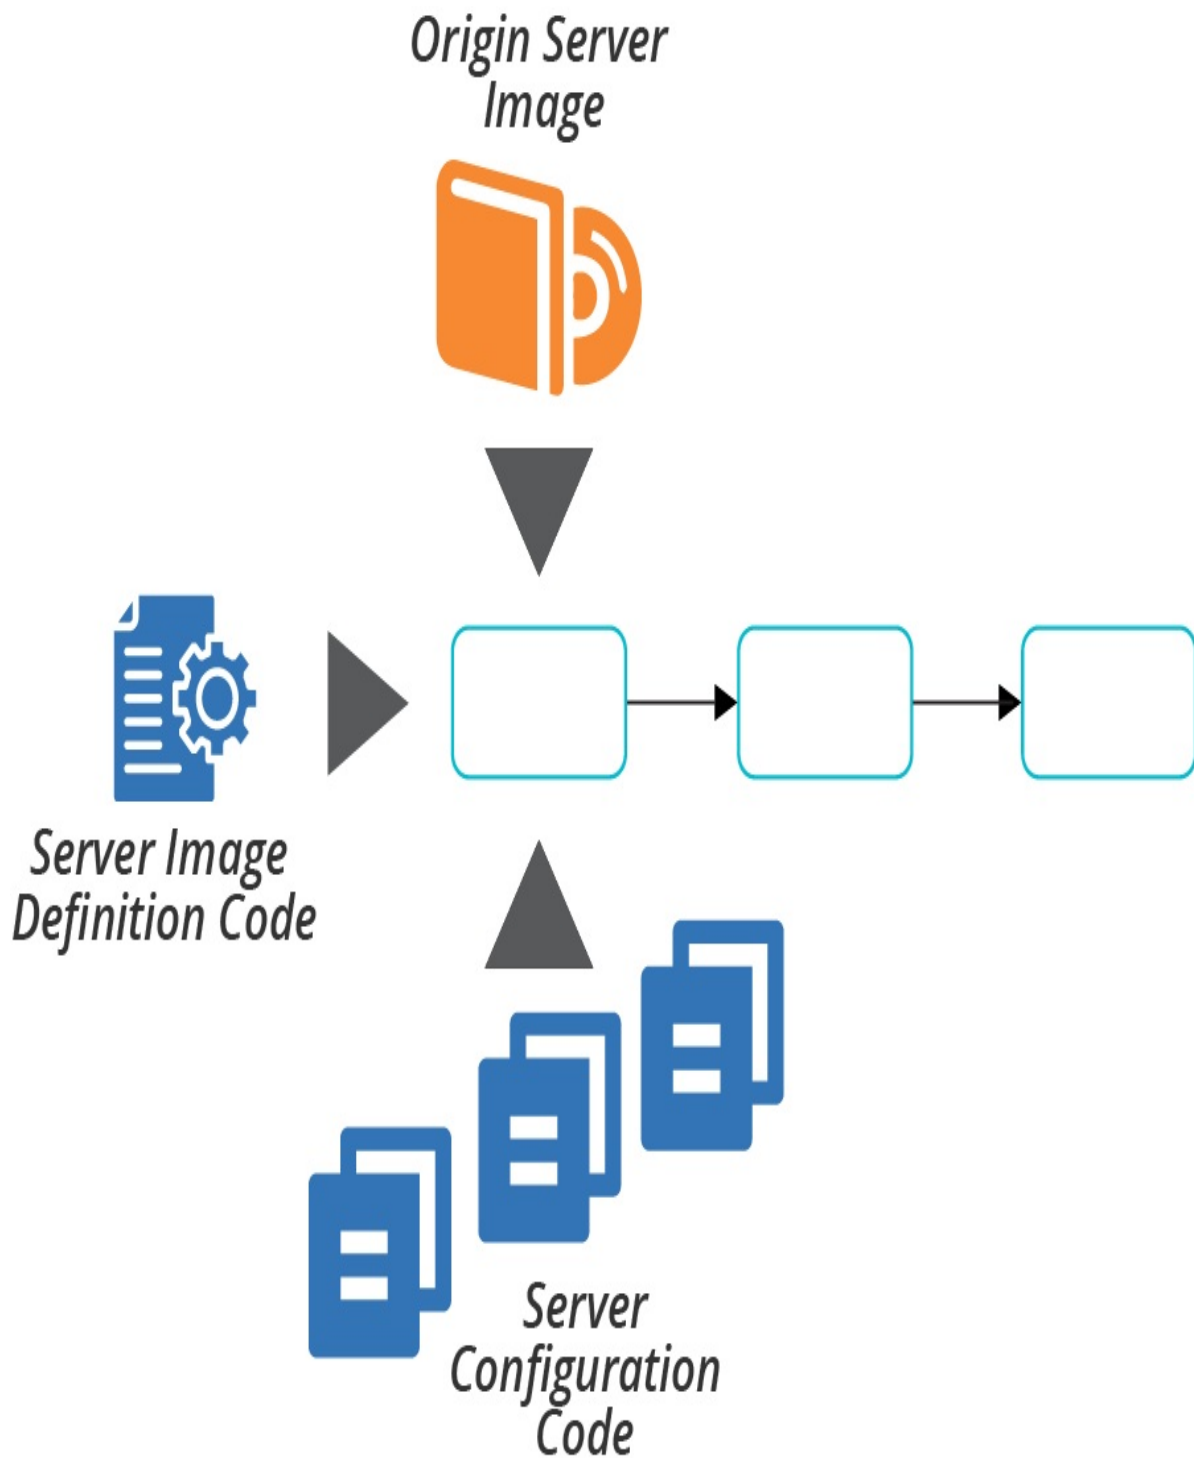 Origin Server
Image
Server Image
Definition Code
Server
Configuration
Code